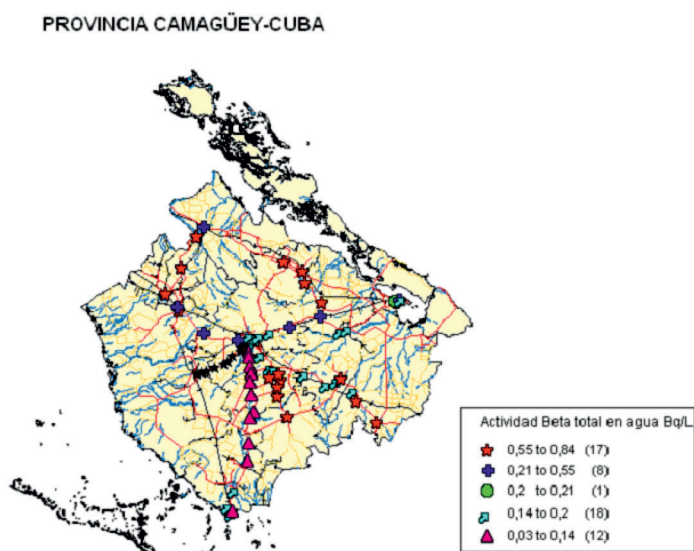 PROVINCIA CAMAGÜEY-CUBA
Actividad Beta total en agua Bq/L
0,55 to 0,84 (17)
0,21 to 0,55 (8)
0,2 to 0,21 (1)
0,14 to 0,2 (18)
0,03 to 0,14 (12)